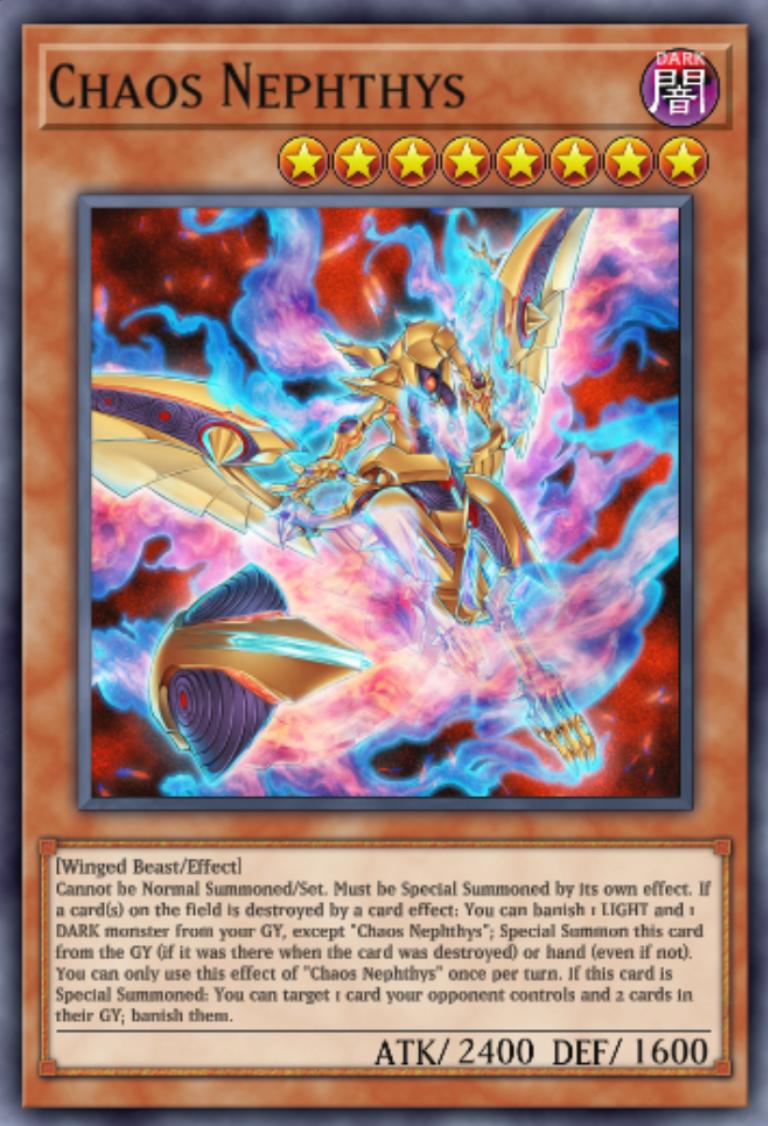 CHAOS NEPHTHYS
DARK
闇
[Winged Beast/Effect]
Cannot be Normal Summoned/Set. Must be Special Summoned by its own effect. If
a card(s) on the field is destroyed by a card effect: You can banish 1 LIGHT and 1
DARK monster from your GY, except "Chaos Nephthys"; Special Summon this card
from the GY (if it was there when the card was destroyed) or hand (even if not).
You can only use this effect of "Chaos Nephthys" once per turn. If this card is
Special Summoned: You can target 1 card your opponent controls and 2 cards in
their GY; banish them.
ATK/ 2400 DEF/ 1600